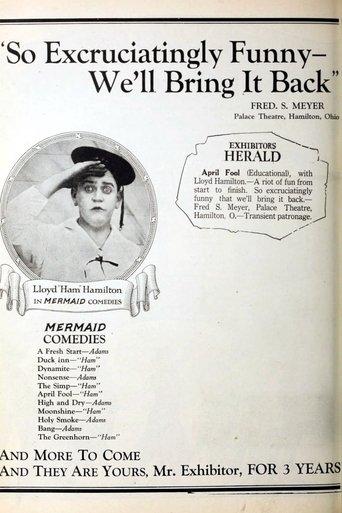 "So Excruciatingly Funny—
We'll Bring It Back"
FRED. S. MEYER
Palace Theatre, Hamilton, Ohio
EXHIBITORS
HERALD
April Fool (Educational), with
Lloyd Hamilton.—A riot of fun from
start to finish. So excruciatingly
funny that we'll bring it back.—
Fred S. Meyer, Palace Theatre,
Hamilton, O.—Transient patronage.
Lloyd "Ham" Hamilton
IN MERMAID COMEDIES
MERMAID
COMEDIES
A Fresh Start—Adams
Duck inn—"Ham"
Dynamite—"Ham"
Nonsense—Adams
The Simp—"Ham"
April Fool—"Ham"
High and Dry—Adams
Moonshine—"Ham"
Holy Smoke—Adams
Bang—Adams
The Greenhorn—"Ham"
AND MORE TO COME
AND THEY ARE YOURS, MR. EXHIBITOR, FOR 3 YEARS